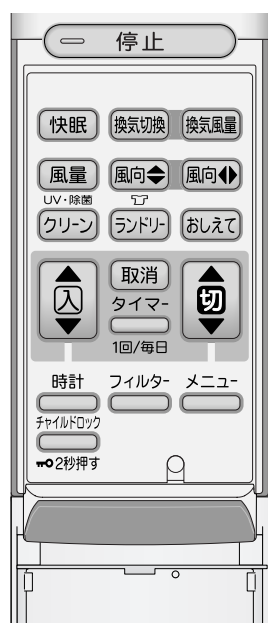 停止
快眠 換気切換 換気風量
風量 風向 風向
UV・除菌
クリーン ランドリー おしえて
入 取消 切
タイマー
1回/毎日
時計 フィルター メニュー
チャイルドロック
2秒押す